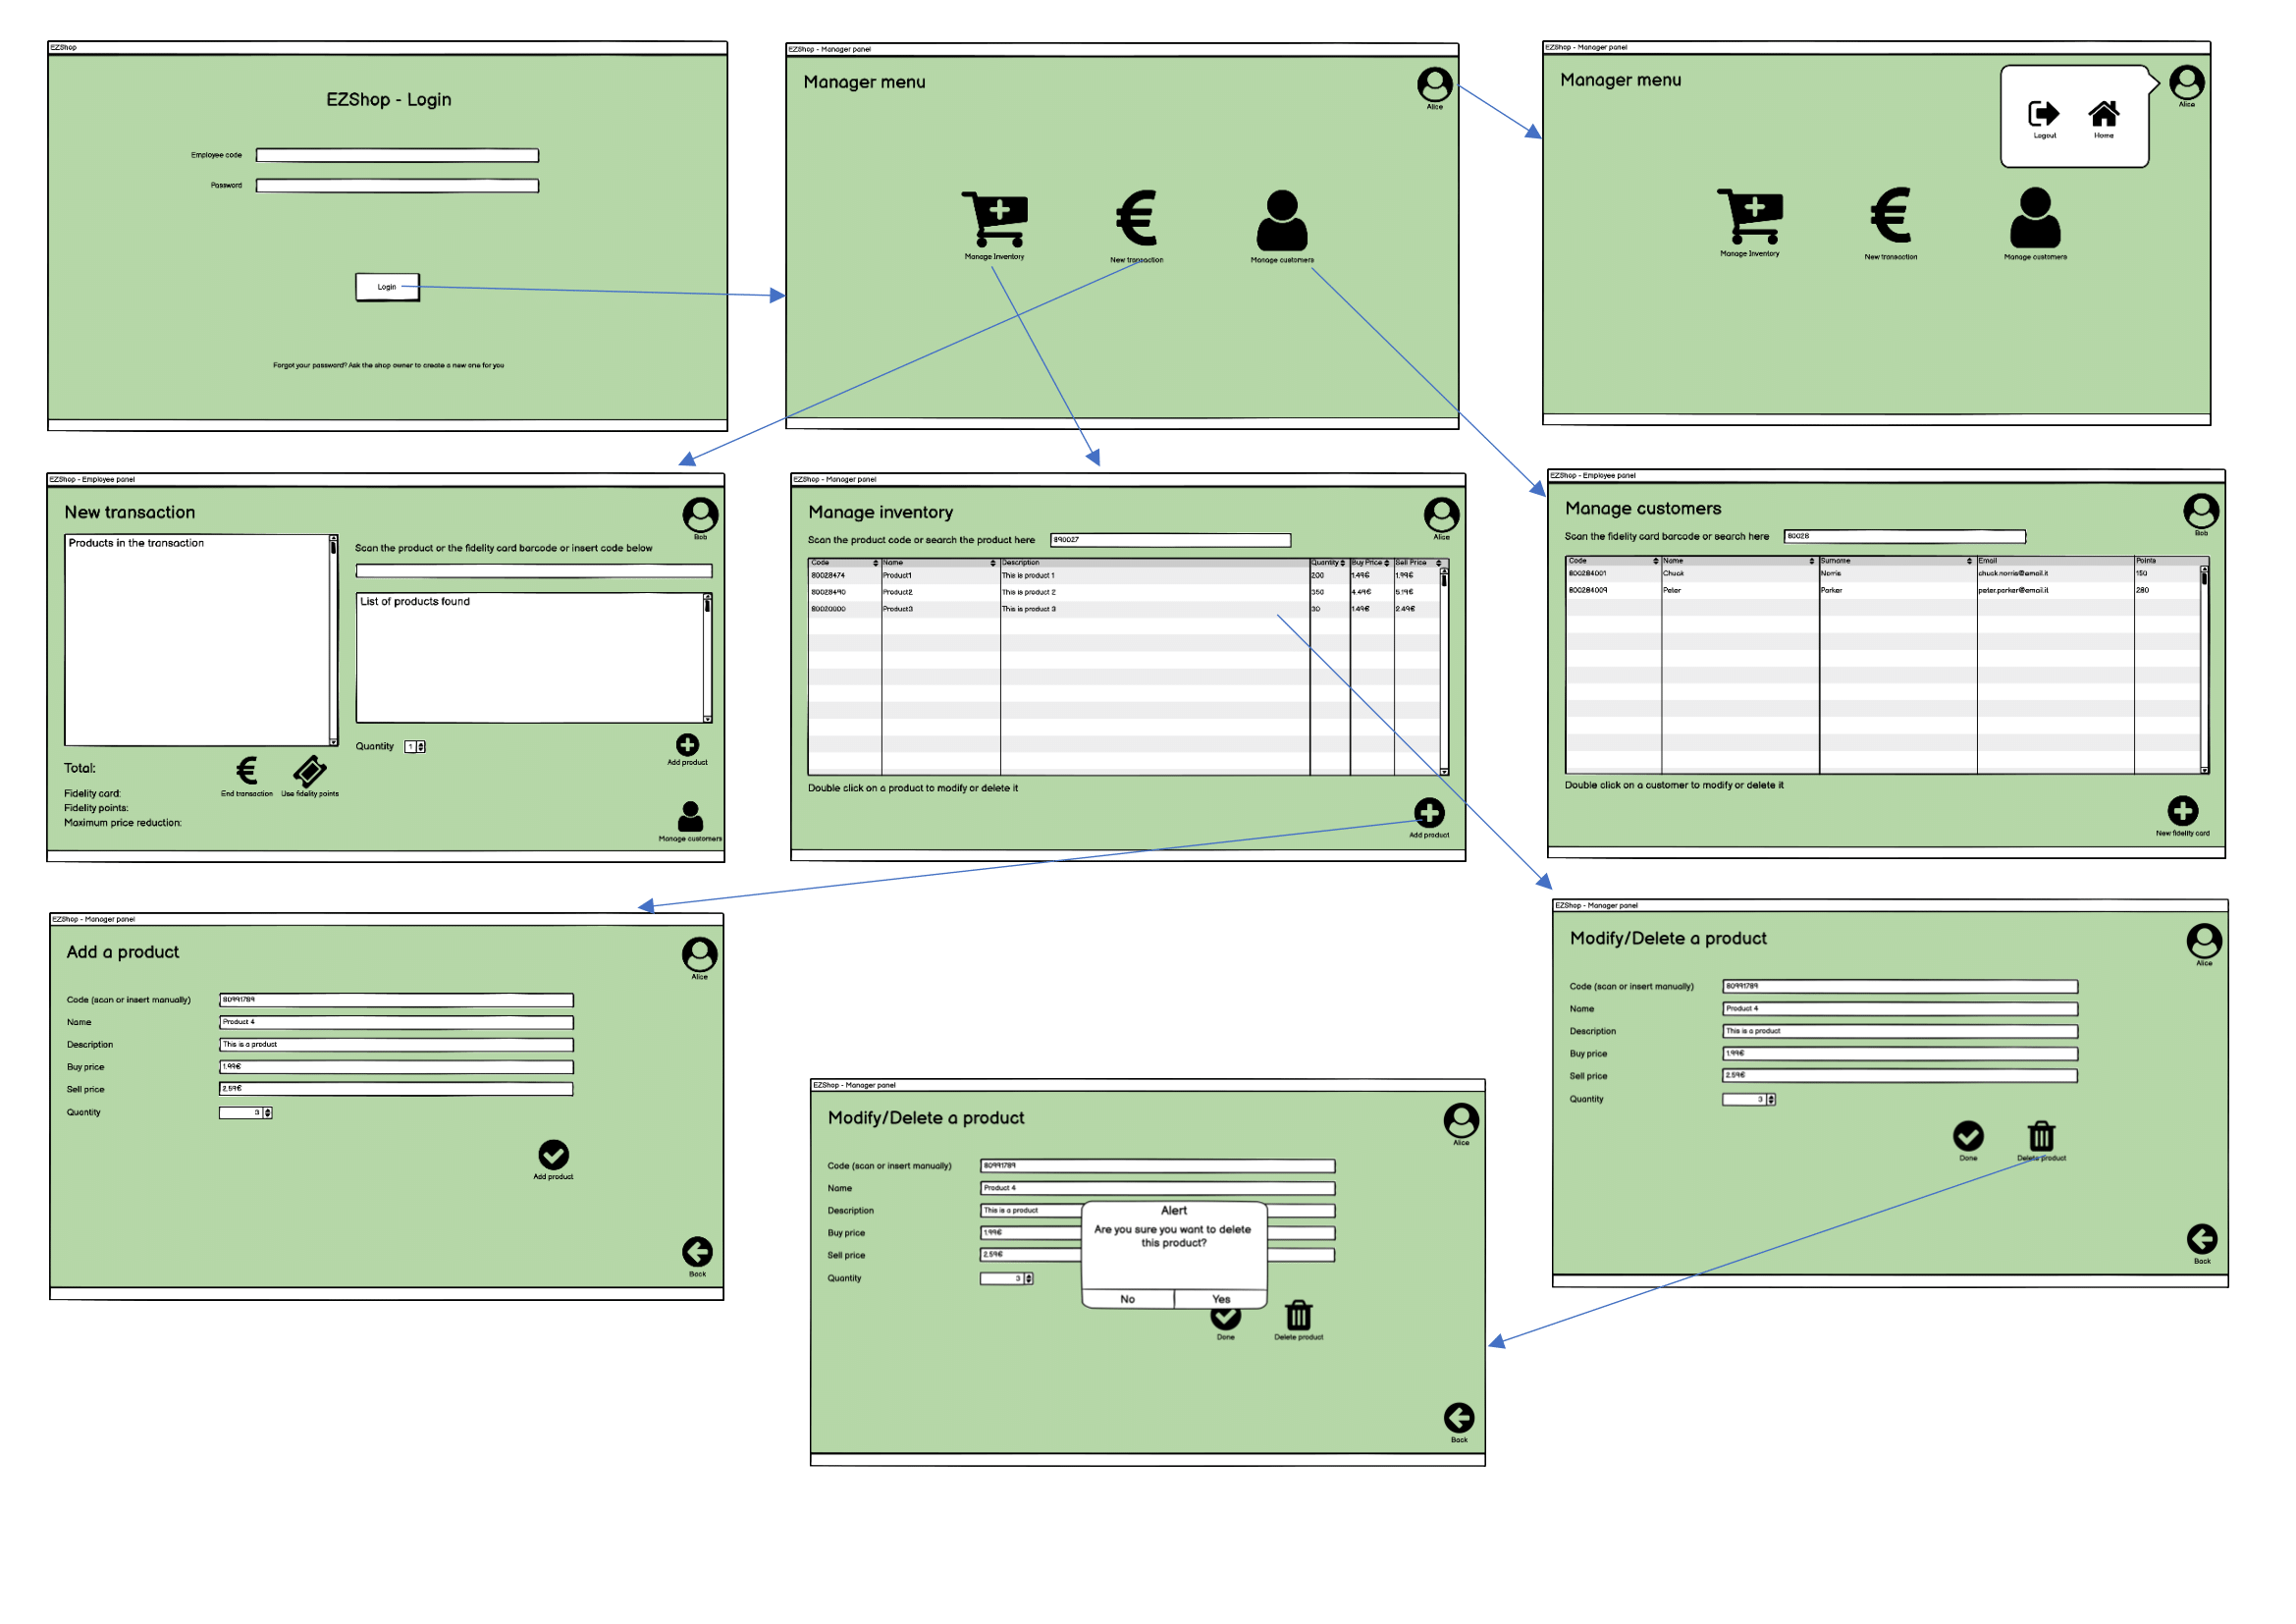 EZShop
EZShop - Login
Employee code
Password
Login
Forgot your password? Ask the shop owner to create a new one for you
EZShop - Manager panel
Manager menu
Alice
Manage Inventory
New transaction
Manage customers
EZShop - Manager panel
Manager menu
Alice
Logout
Home
Manage Inventory
New transaction
Manage customers
EZShop - Employee panel
New transaction
Bob
Products in the transaction
Scan the product or the fidelity card barcode or insert code below
List of products found
Quantity
1
Add product
Total:
End transaction
Use fidelity points
Fidelity card:
Fidelity points:
Maximum price reduction:
Manage customers
EZShop - Manager panel
Manage inventory
Alice
Scan the product code or search the product here
890027
Code Name Description Quantity Buy Price Sell Price
80028474 Product1 This is product 1 200 1.49€ 1.99€
80028490 Product2 This is product 2 350 4.49€ 5.19€
80020000 Product3 This is product 3 30 1.49€ 2.49€
Double click on a product to modify or delete it
Add product
EZShop - Employee panel
Manage customers
Bob
Scan the fidelity card barcode or search here
80028
Code Name Surname Email Points
800284001 Chuck Norris chuck.norris@email.it 150
800284009 Peter Parker peter.parker@email.it 280
Double click on a customer to modify or delete it
New fidelity card
EZShop - Manager panel
Add a product
Alice
Code (scan or insert manually)
80991789
Name
Product 4
Description
This is a product
Buy price
1.99€
Sell price
2.59€
Quantity
3
Add product
Back
EZShop - Manager panel
Modify/Delete a product
Alice
Code (scan or insert manually)
80991789
Name
Product 4
Description
This is a product
Buy price
1.99€
Sell price
2.59€
Quantity
3
Alert
Are you sure you want to delete
this product?
No
Yes
Done
Delete product
Back
EZShop - Manager panel
Modify/Delete a product
Alice
Code (scan or insert manually)
80991789
Name
Product 4
Description
This is a product
Buy price
1.99€
Sell price
2.59€
Quantity
3
Done
Delete product
Back